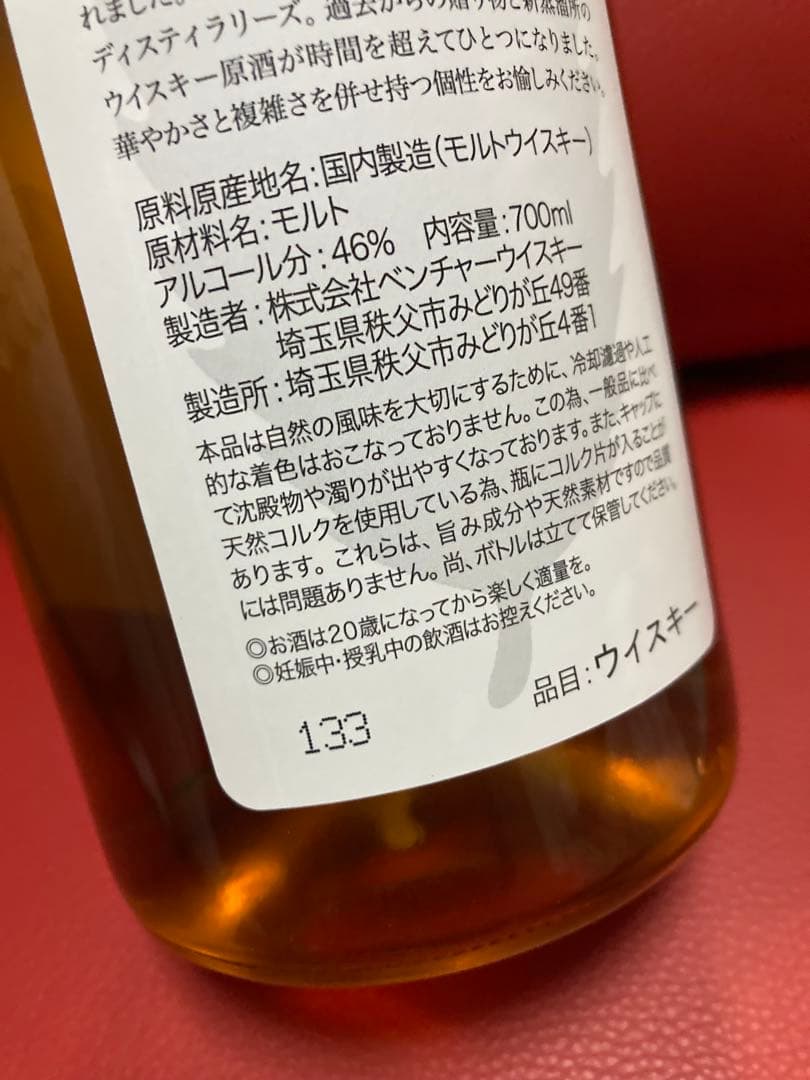 れました。
ディスティラリーズ。過去からの贈り物と新蒸溜所の
ウイスキー原酒が時間を超えてひとつになりました。
華やかさと複雑さを併せ持つ個性をお愉しみください。
原料原産地名:国内製造(モルトウイスキー)
原材料名:モルト
アルコール分:46% 内容量:700ml
製造者:株式会社ベンチャーウイスキー
埼玉県秩父市みどりが丘49番
製造所:埼玉県秩父市みどりが丘4番1
本品は自然の風味を大切にするために、冷却濾過や人工
的な着色はおこなっておりません。この為、一般品に比べ
て沈殿物や濁りが出やすくなっております。また、キャップに
天然コルクを使用している為、瓶にコルク片が入ることが
あります。これらは、旨み成分や天然素材ですので品質
には問題ありません。尚、ボトルは立てて保管してください。
◎お酒は20歳になってから楽しく適量を。
◎妊娠中・授乳中の飲酒はお控えください。
品目:ウイスキー
133